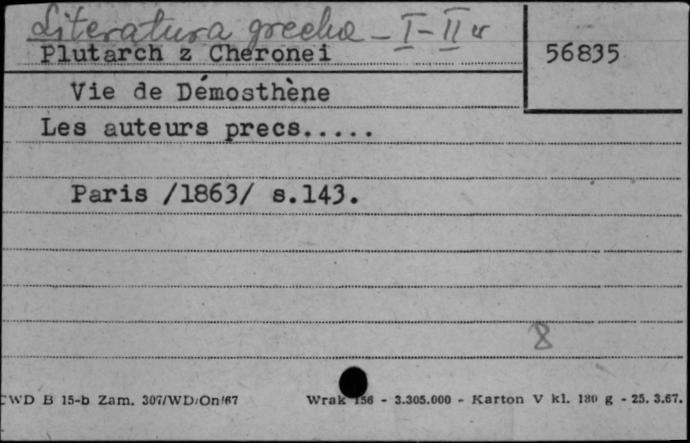 Literatura grecka - I-II w
Plutarch z Cheronei
56835
Vie de Démosthène
Les auteurs precs.....
Paris /1863/ s.143.
8
CWD B 15-b Zam. 307/WD/On/67 Wrak 156 - 3.305.000 - Karton V kl. 180 g - 25. 3.67.